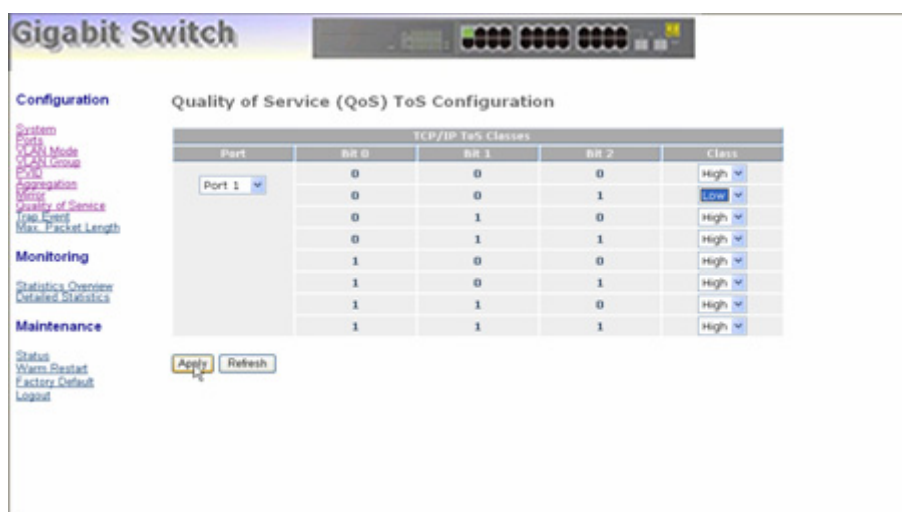 Gigabit Switch
Configuration
System
Ports
VLAN Mode
VLAN Group
PVID
Aggregation
Mirror
Quality of Service
Trap Event
Max. Packet Length
Monitoring
Statistics Overview
Detailed Statistics
Maintenance
Status
Warm Restart
Factory Default
Logout
Quality of Service (QoS) ToS Configuration
TCP/IP ToS Classes
Port Bit 0 Bit 1 Bit 2 Class
Port 1 0 0 0 High
0 0 1 Low
0 1 0 High
0 1 1 High
1 0 0 High
1 0 1 High
1 1 0 High
1 1 1 High
Apply Refresh